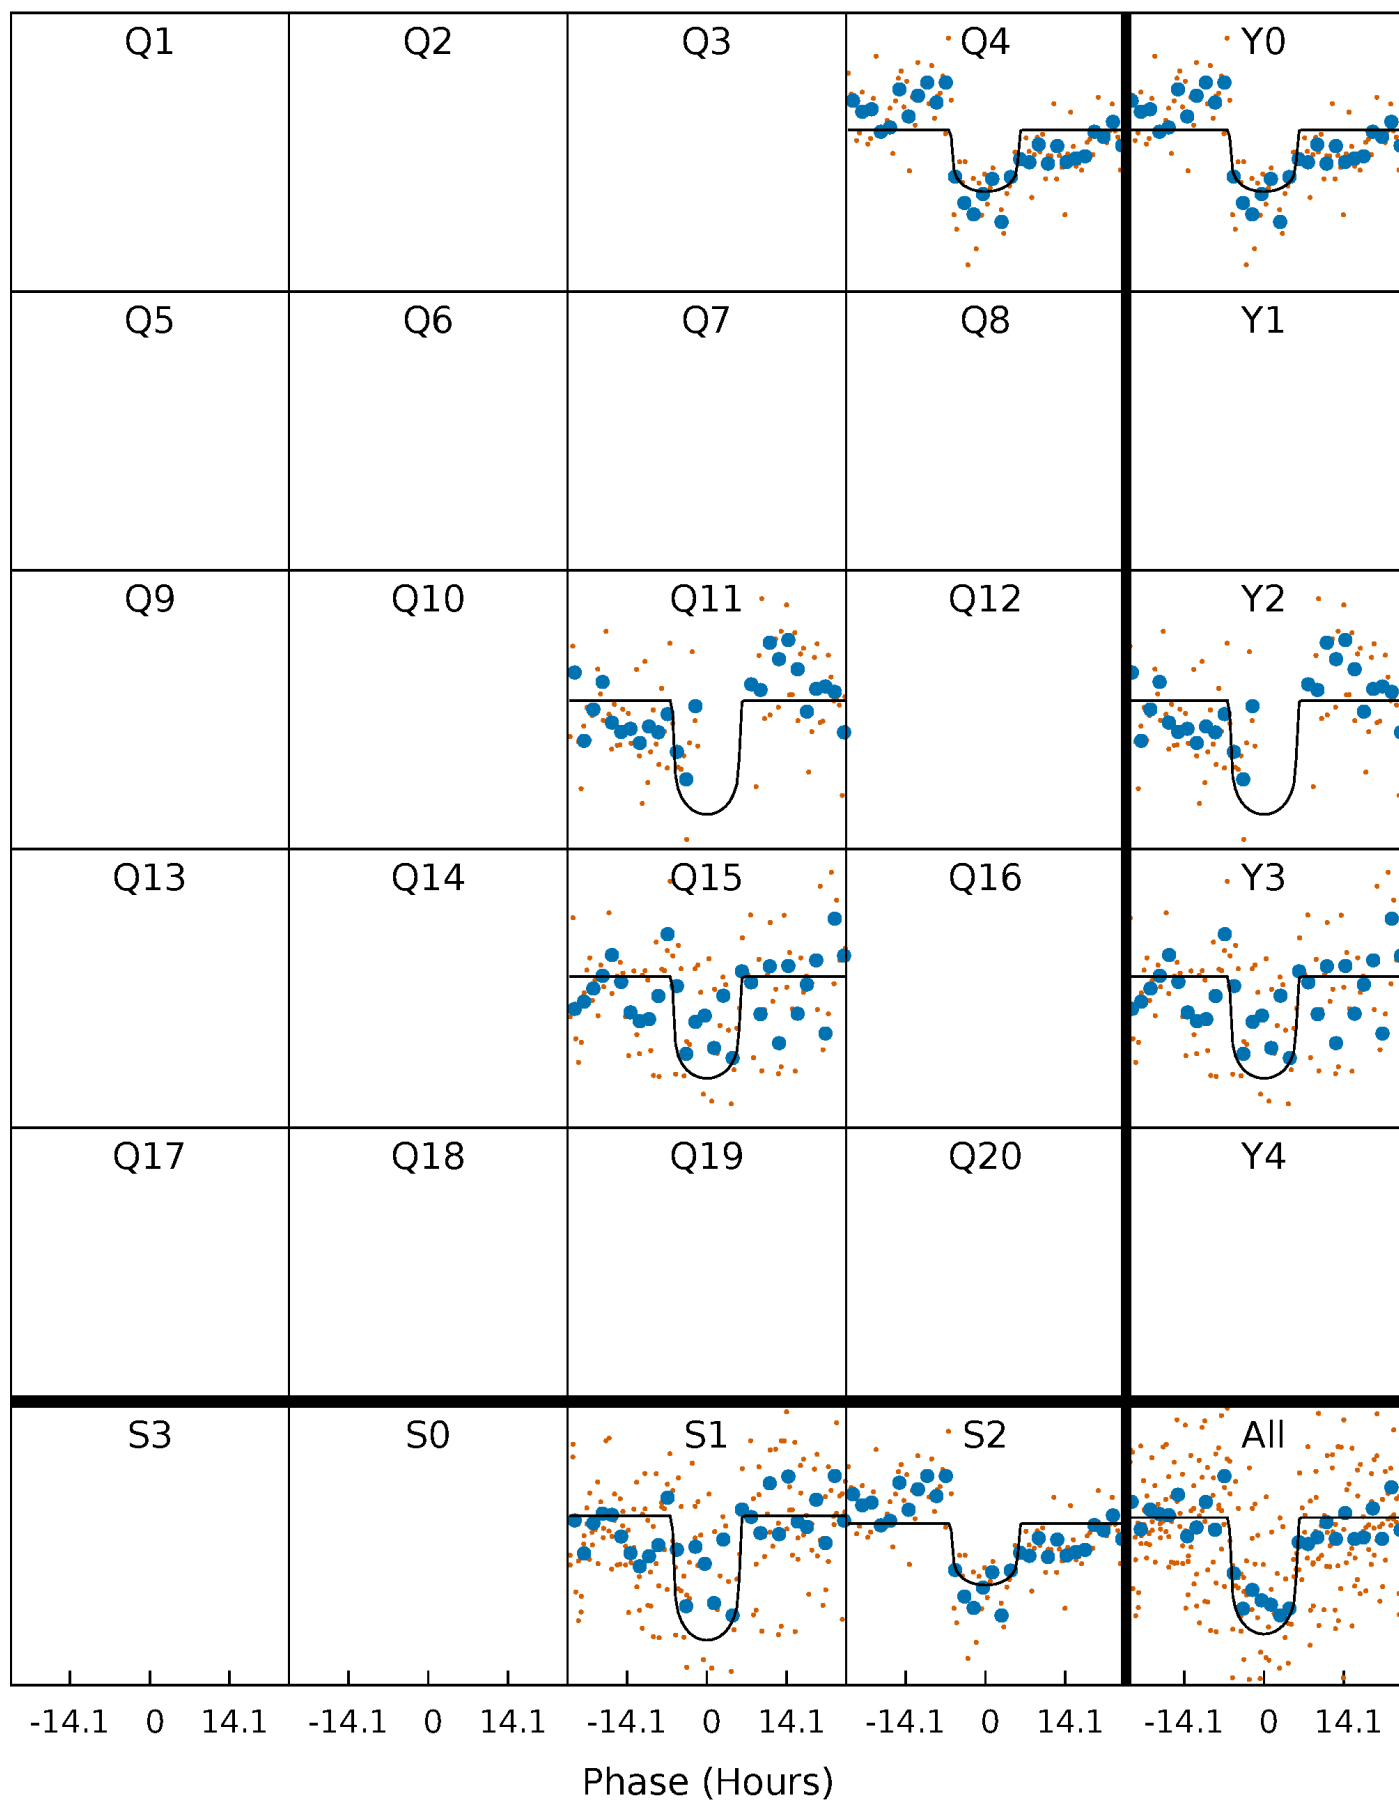 Q1 Q2 Q3 Q4 Y0
Q5 Q6 Q7 Q8 Y1
Q9 Q10 Q11 Q12 Y2
Q13 Q14 Q15 Q16 Y3
Q17 Q18 Q19 Q20 Y4
S3 S0 S1 S2 All
-14.1 0 14.1 -14.1 0 14.1 -14.1 0 14.1 -14.1 0 14.1 -14.1 0 14.1
Phase (Hours)